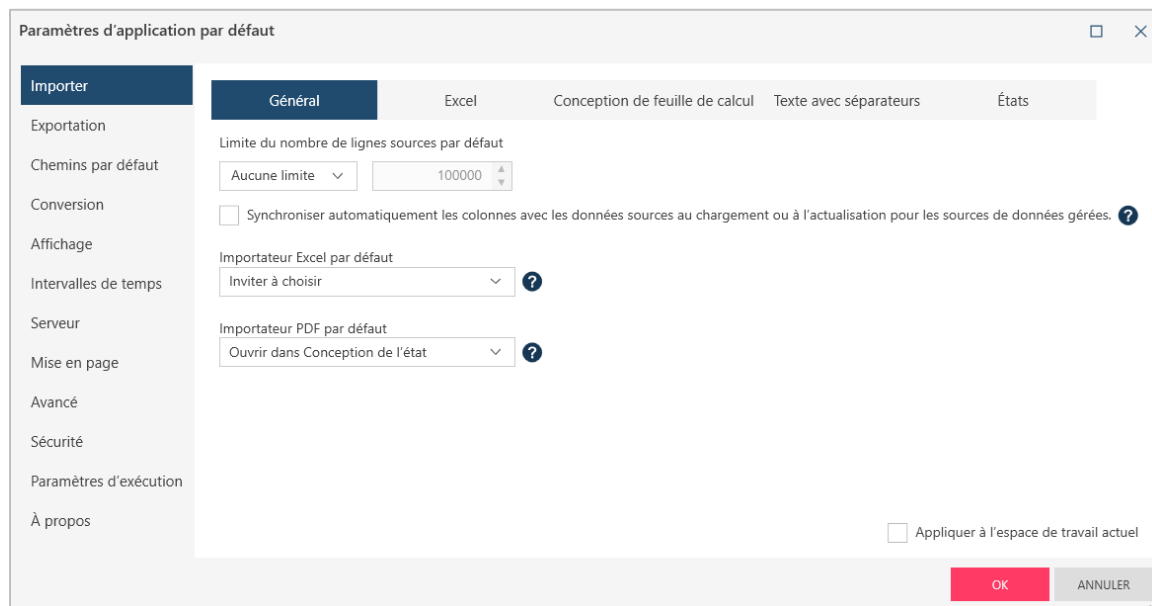 Paramètres d'application par défaut
Importer
Exportation
Chemins par défaut
Conversion
Affichage
Intervalles de temps
Serveur
Mise en page
Avancé
Sécurité
Paramètres d'exécution
À propos
Général Excel Conception de feuille de calcul Texte avec séparateurs États
Limite du nombre de lignes sources par défaut
Aucune limite 100000
Synchroniser automatiquement les colonnes avec les données sources au chargement ou à l'actualisation pour les sources de données gérées. ?
Importateur Excel par défaut
Inviter à choisir ?
Importateur PDF par défaut
Ouvrir dans Conception de l'état ?
Appliquer à l'espace de travail actuel
OK ANNULER